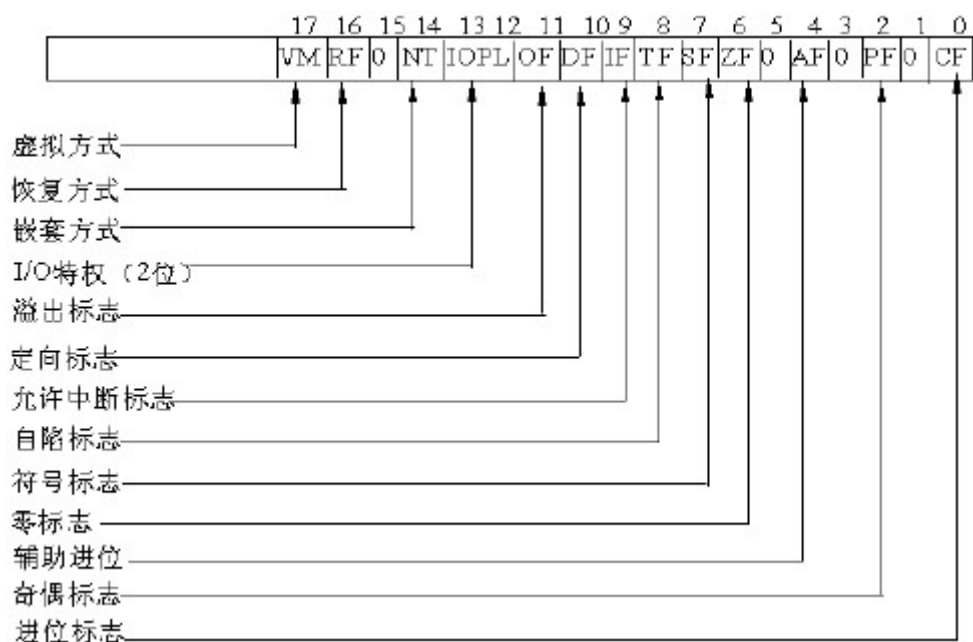 17 16 15 14 13 12 11 10 9 8 7 6 5 4 3 2 1 0
VM RF 0 NT IOPL OF DF IF TF SF ZF 0 AF 0 PF 0 CF
虚拟方式
恢复方式
嵌套方式
I/O特权（2位）
溢出标志
定向标志
允许中断标志
自陷标志
符号标志
零标志
辅助进位
奇偶标志
进位标志